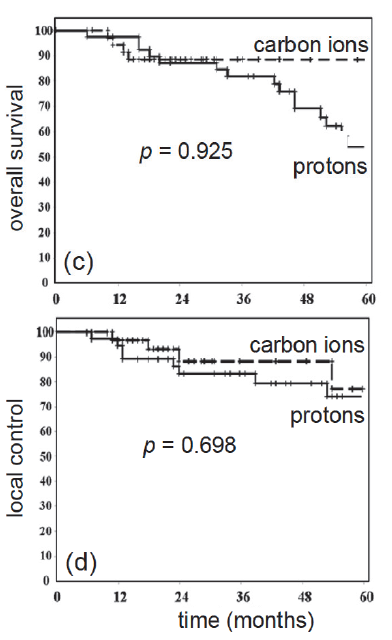 overall survival
100
90
80
70
60
50
40
30
20
10
0
carbon ions
p = 0.925
protons
(c)
0 12 24 36 48 60
local control
100
90
80
70
60
50
40
30
20
10
0
carbon ions
protons
p = 0.698
(d)
0 12 24 36 48 60
time (months)